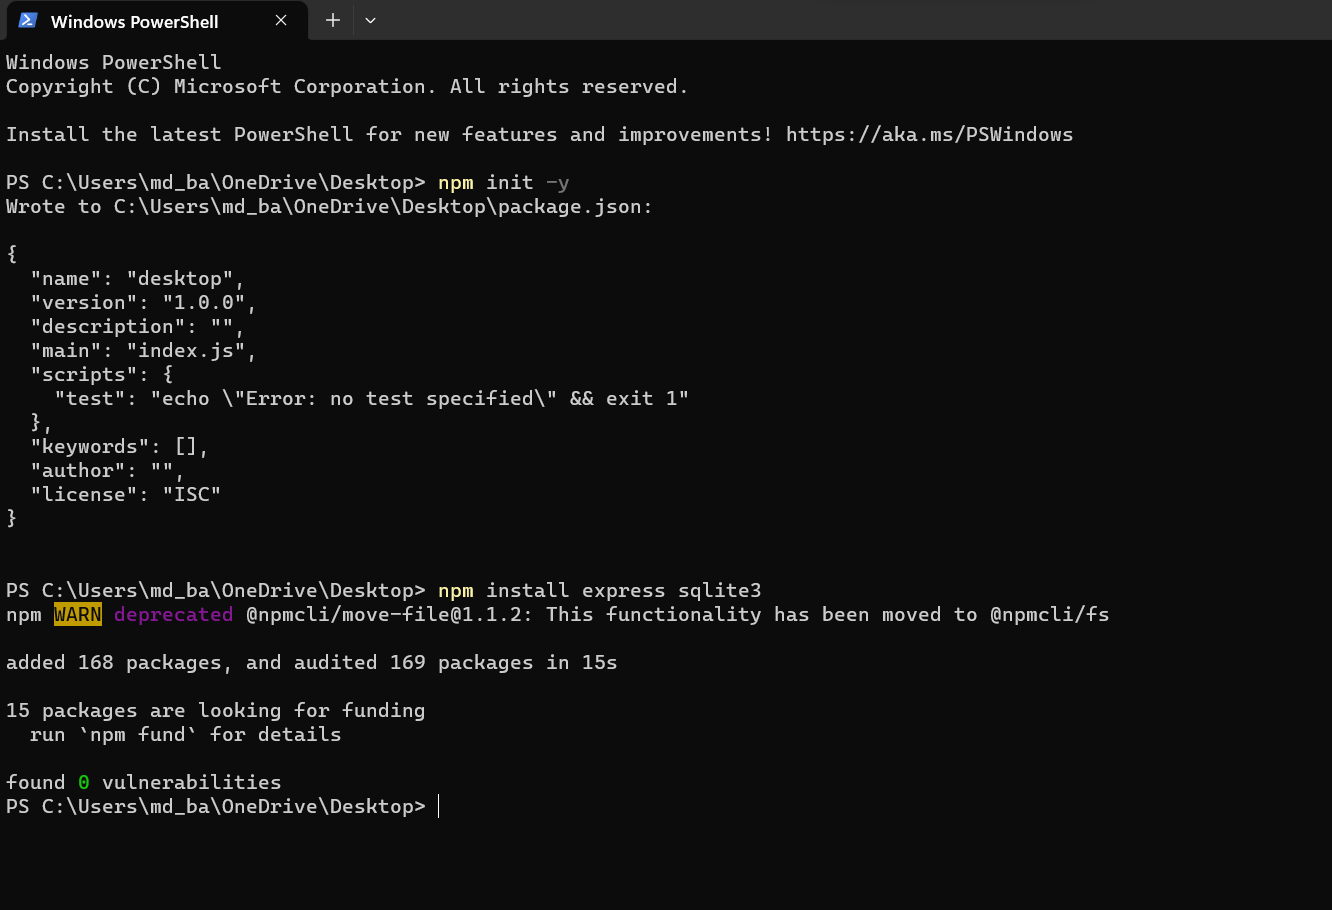 Windows PowerShell
Windows PowerShell
Copyright (C) Microsoft Corporation. All rights reserved.
Install the latest PowerShell for new features and improvements! https://aka.ms/PSWindows
PS C:\Users\md_ba\OneDrive\Desktop> npm init -y
Wrote to C:\Users\md_ba\OneDrive\Desktop\package.json:
{
  "name": "desktop",
  "version": "1.0.0",
  "description": "",
  "main": "index.js",
  "scripts": {
    "test": "echo \"Error: no test specified\" && exit 1"
  },
  "keywords": [],
  "author": "",
  "license": "ISC"
}
PS C:\Users\md_ba\OneDrive\Desktop> npm install express sqlite3
npm WARN deprecated @npmcli/move-file@1.1.2: This functionality has been moved to @npmcli/fs
added 168 packages, and audited 169 packages in 15s
15 packages are looking for funding
  run `npm fund` for details
found 0 vulnerabilities
PS C:\Users\md_ba\OneDrive\Desktop>